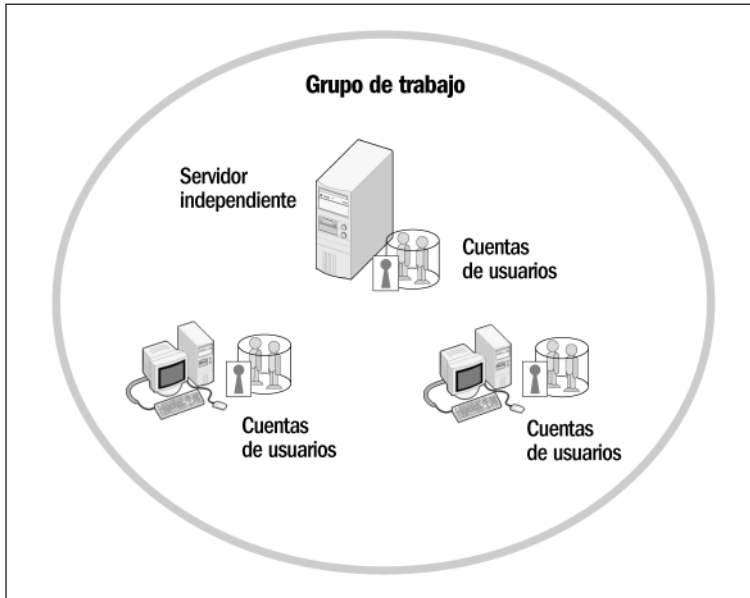 Grupo de trabajo
Servidor
independiente
Cuentas
de usuarios
Cuentas
de usuarios
Cuentas
de usuarios